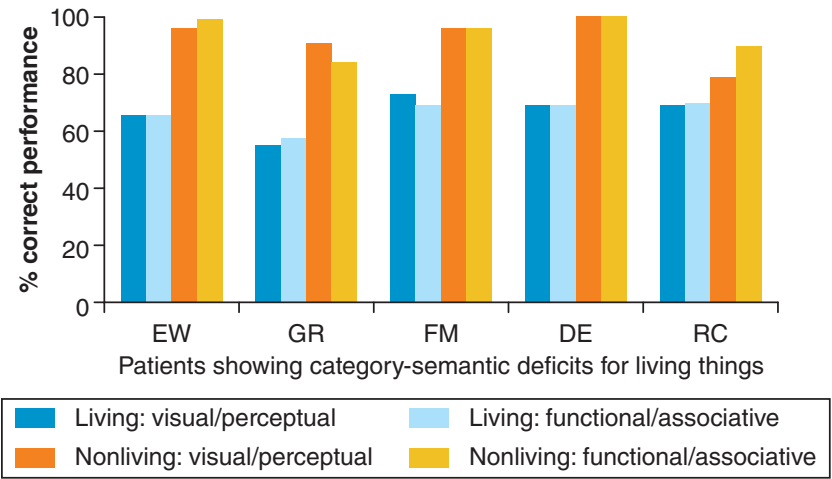 100
80
60
40
20
0
% correct performance
EW GR FM DE RC
Patients showing category-semantic deficits for living things
Living: visual/perceptual Living: functional/associative
Nonliving: visual/perceptual Nonliving: functional/associative